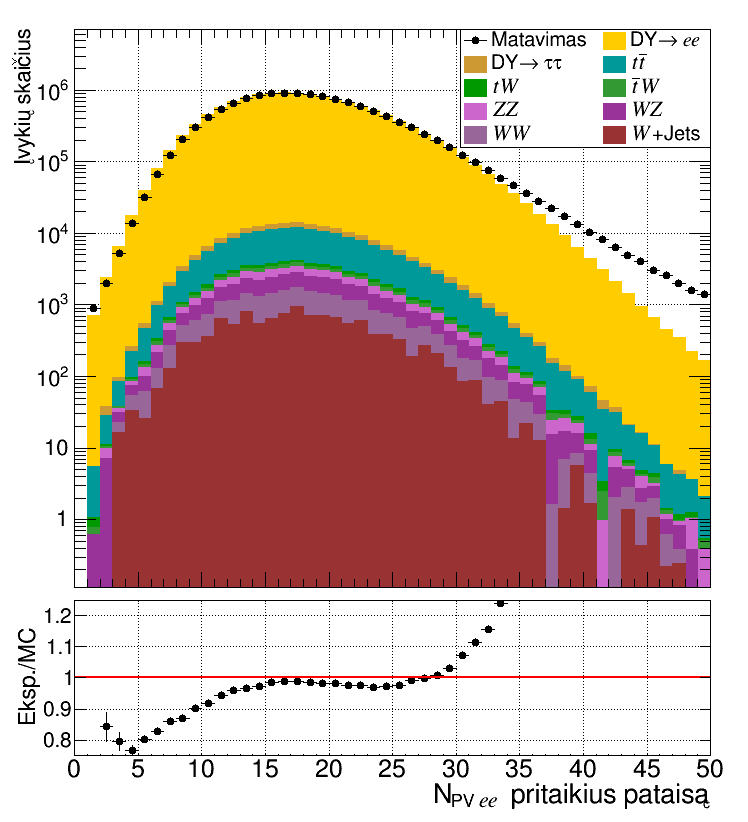 Įvykių skaičius
Matavimas
DY→ ee
DY→ ττ
tt̄
tW
t̄W
ZZ
WZ
WW
W+Jets
10⁶
10⁵
10⁴
10³
10²
10
1
Eksp./MC
1.2
1.1
1
0.9
0.8
0 5 10 15 20 25 30 35 40 45 50
N_PV ee pritaikius pataisą